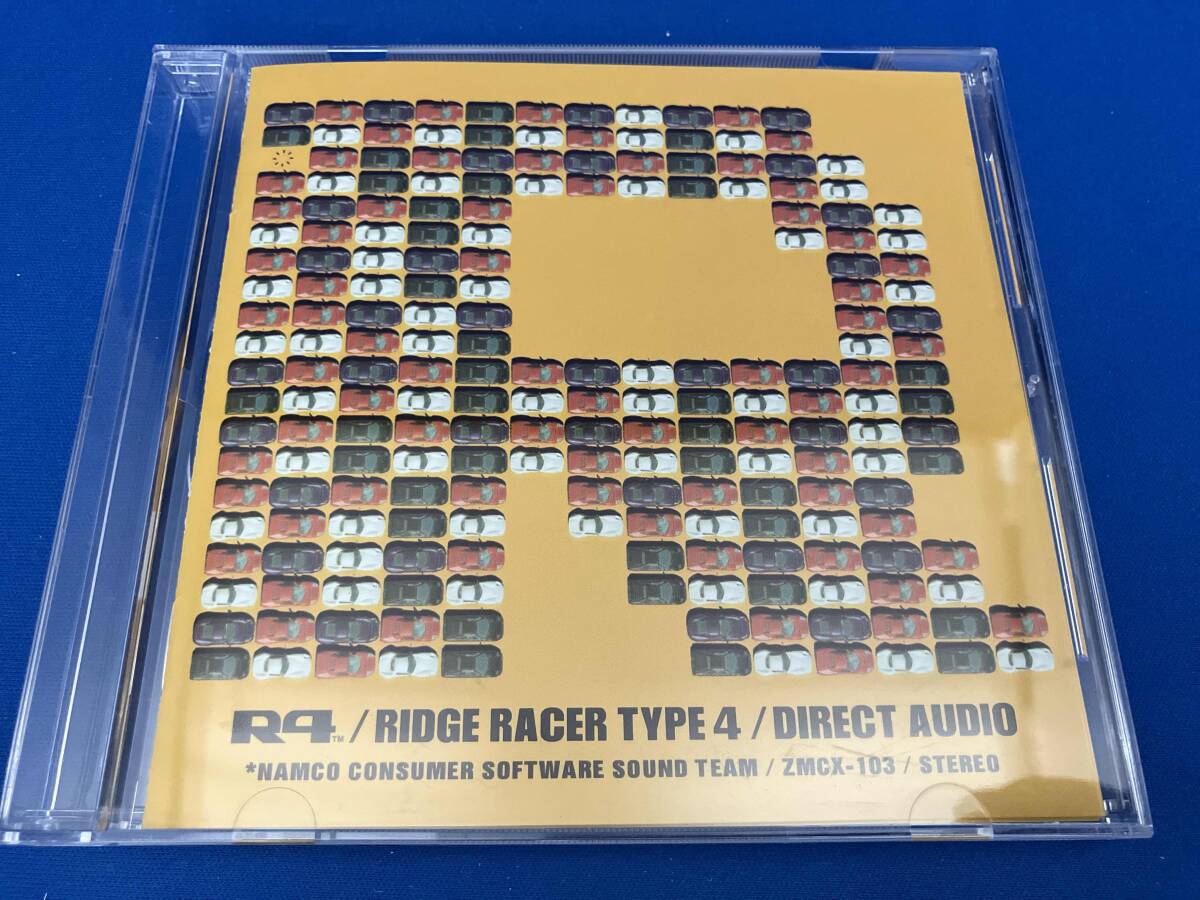 R4™ / RIDGE RACER TYPE 4 / DIRECT AUDIO
*NAMCO CONSUMER SOFTWARE SOUND TEAM / ZMCX-103 / STEREO